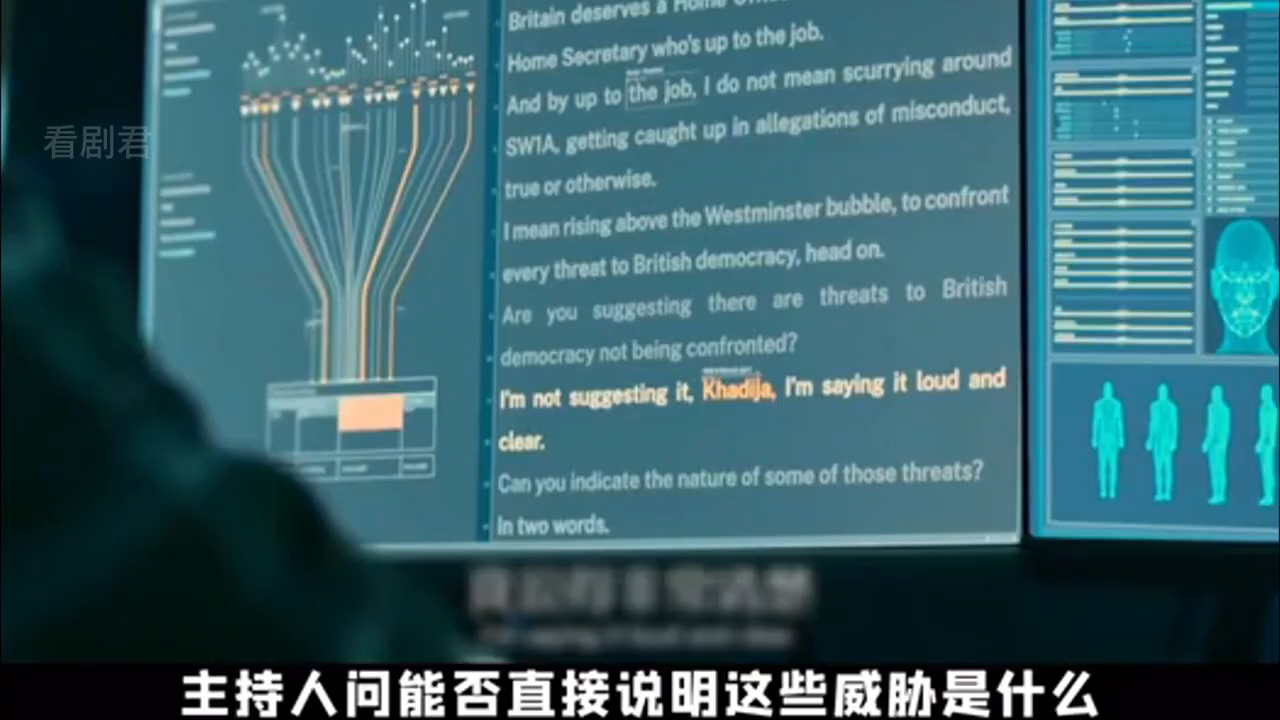 Britain deserves a Home
Home Secretary who's up to the job.
And by up to the job, I do not mean scurrying around
SW1A, getting caught up in allegations of misconduct,
true or otherwise.
I mean rising above the Westminster bubble, to confront
every threat to British democracy, head on.
Are you suggesting there are threats to British
democracy not being confronted?
I'm not suggesting it, Khadija, I'm saying it loud and
clear.
Can you indicate the nature of some of those threats?
In two words.
看剧君
主持人问能否直接说明这些威胁是什么